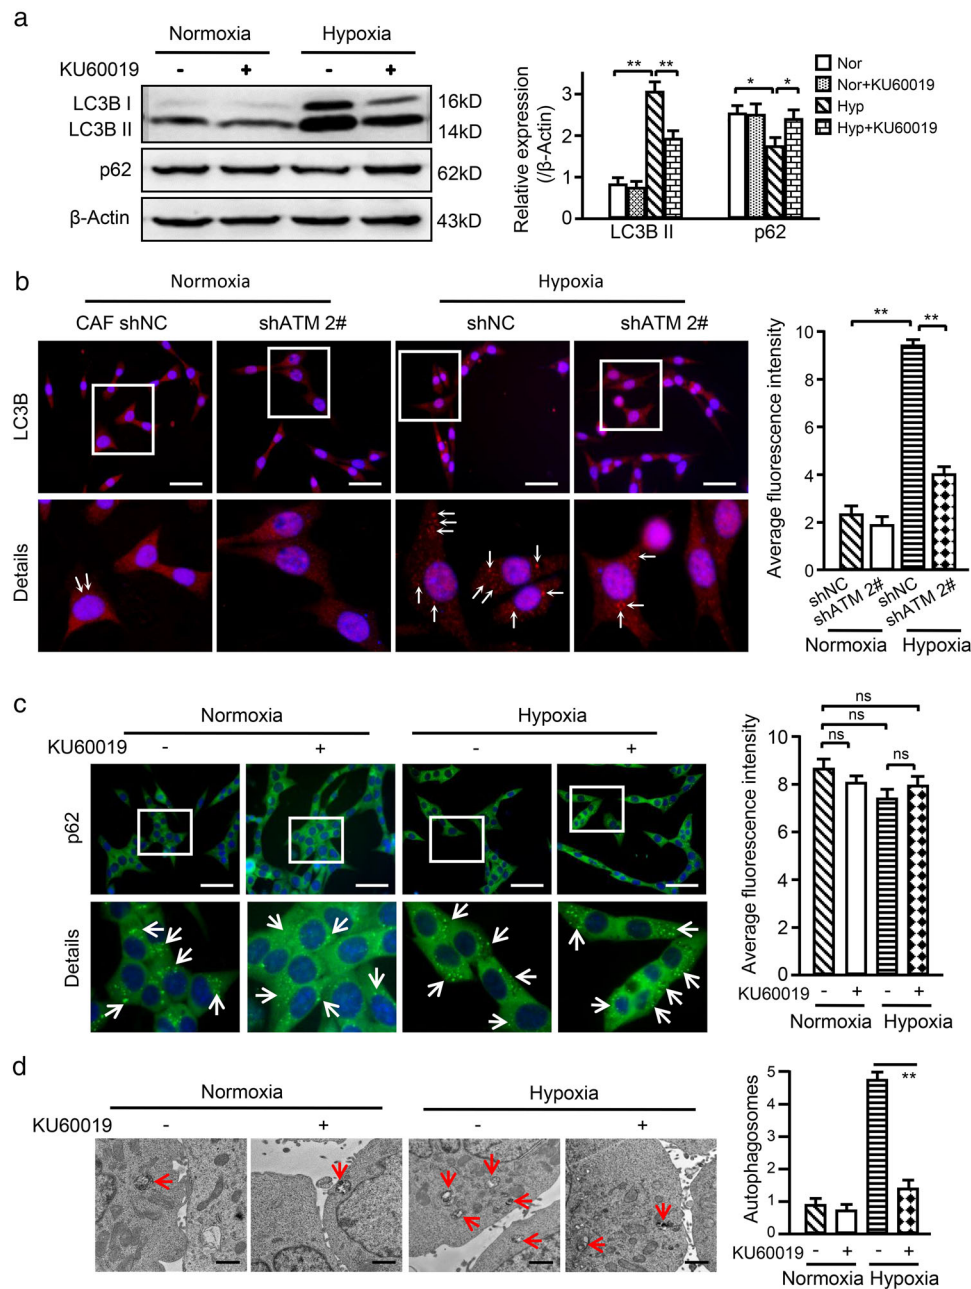 a
Normoxia Hypoxia
KU60019 - + - +
LC3B I 16kD
LC3B II 14kD
p62 62kD
β-Actin 43kD
Relative expression
(/β-Actin)
3
2
1
0
** ** * *
LC3B II p62
Nor
Nor+KU60019
Hyp
Hyp+KU60019
b
Normoxia Hypoxia
CAF shNC shATM 2# shNC shATM 2#
LC3B
Details
Average fluorescence intensity
10
8
6
4
2
0
** **
shNC shATM 2# shNC shATM 2#
Normoxia Hypoxia
c
Normoxia Hypoxia
KU60019 - + - +
p62
Details
Average fluorescence intensity
10
8
6
4
2
0
ns
ns
ns ns
KU60019 - + - +
Normoxia Hypoxia
d
Normoxia Hypoxia
KU60019 - + - +
Autophagosomes
5
4
3
2
1
0
**
KU60019 - + - +
Normoxia Hypoxia